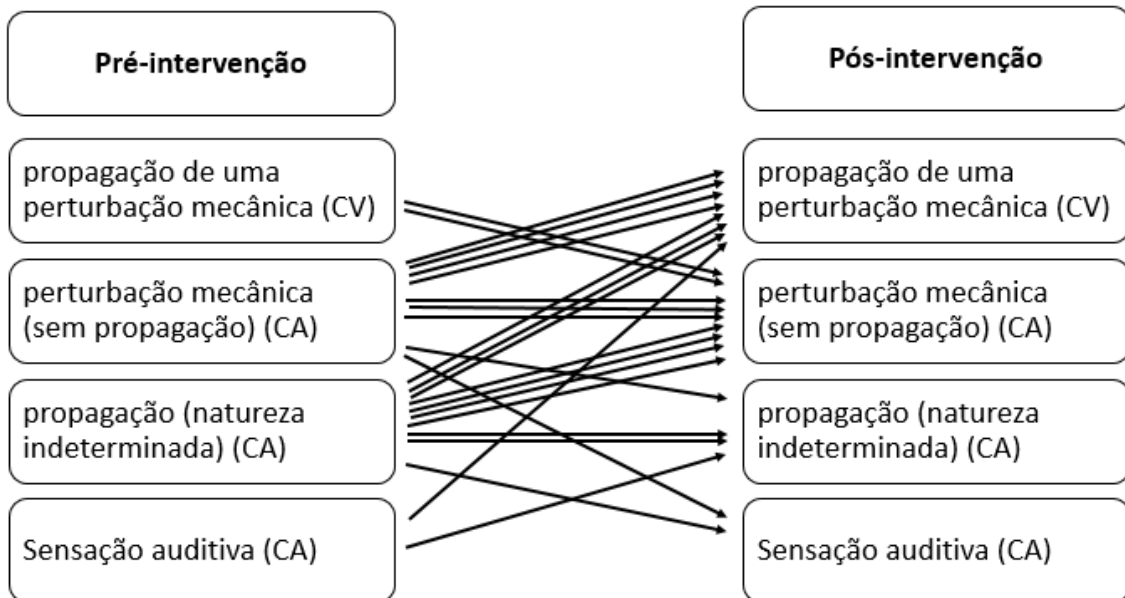 Pré-intervenção
Pós-intervenção
propagação de uma
perturbação mecânica (CV)
propagação de uma
perturbação mecânica (CV)
perturbação mecânica
(sem propagação) (CA)
perturbação mecânica
(sem propagação) (CA)
propagação (natureza
indeterminada) (CA)
propagação (natureza
indeterminada) (CA)
Sensação auditiva (CA)
Sensação auditiva (CA)